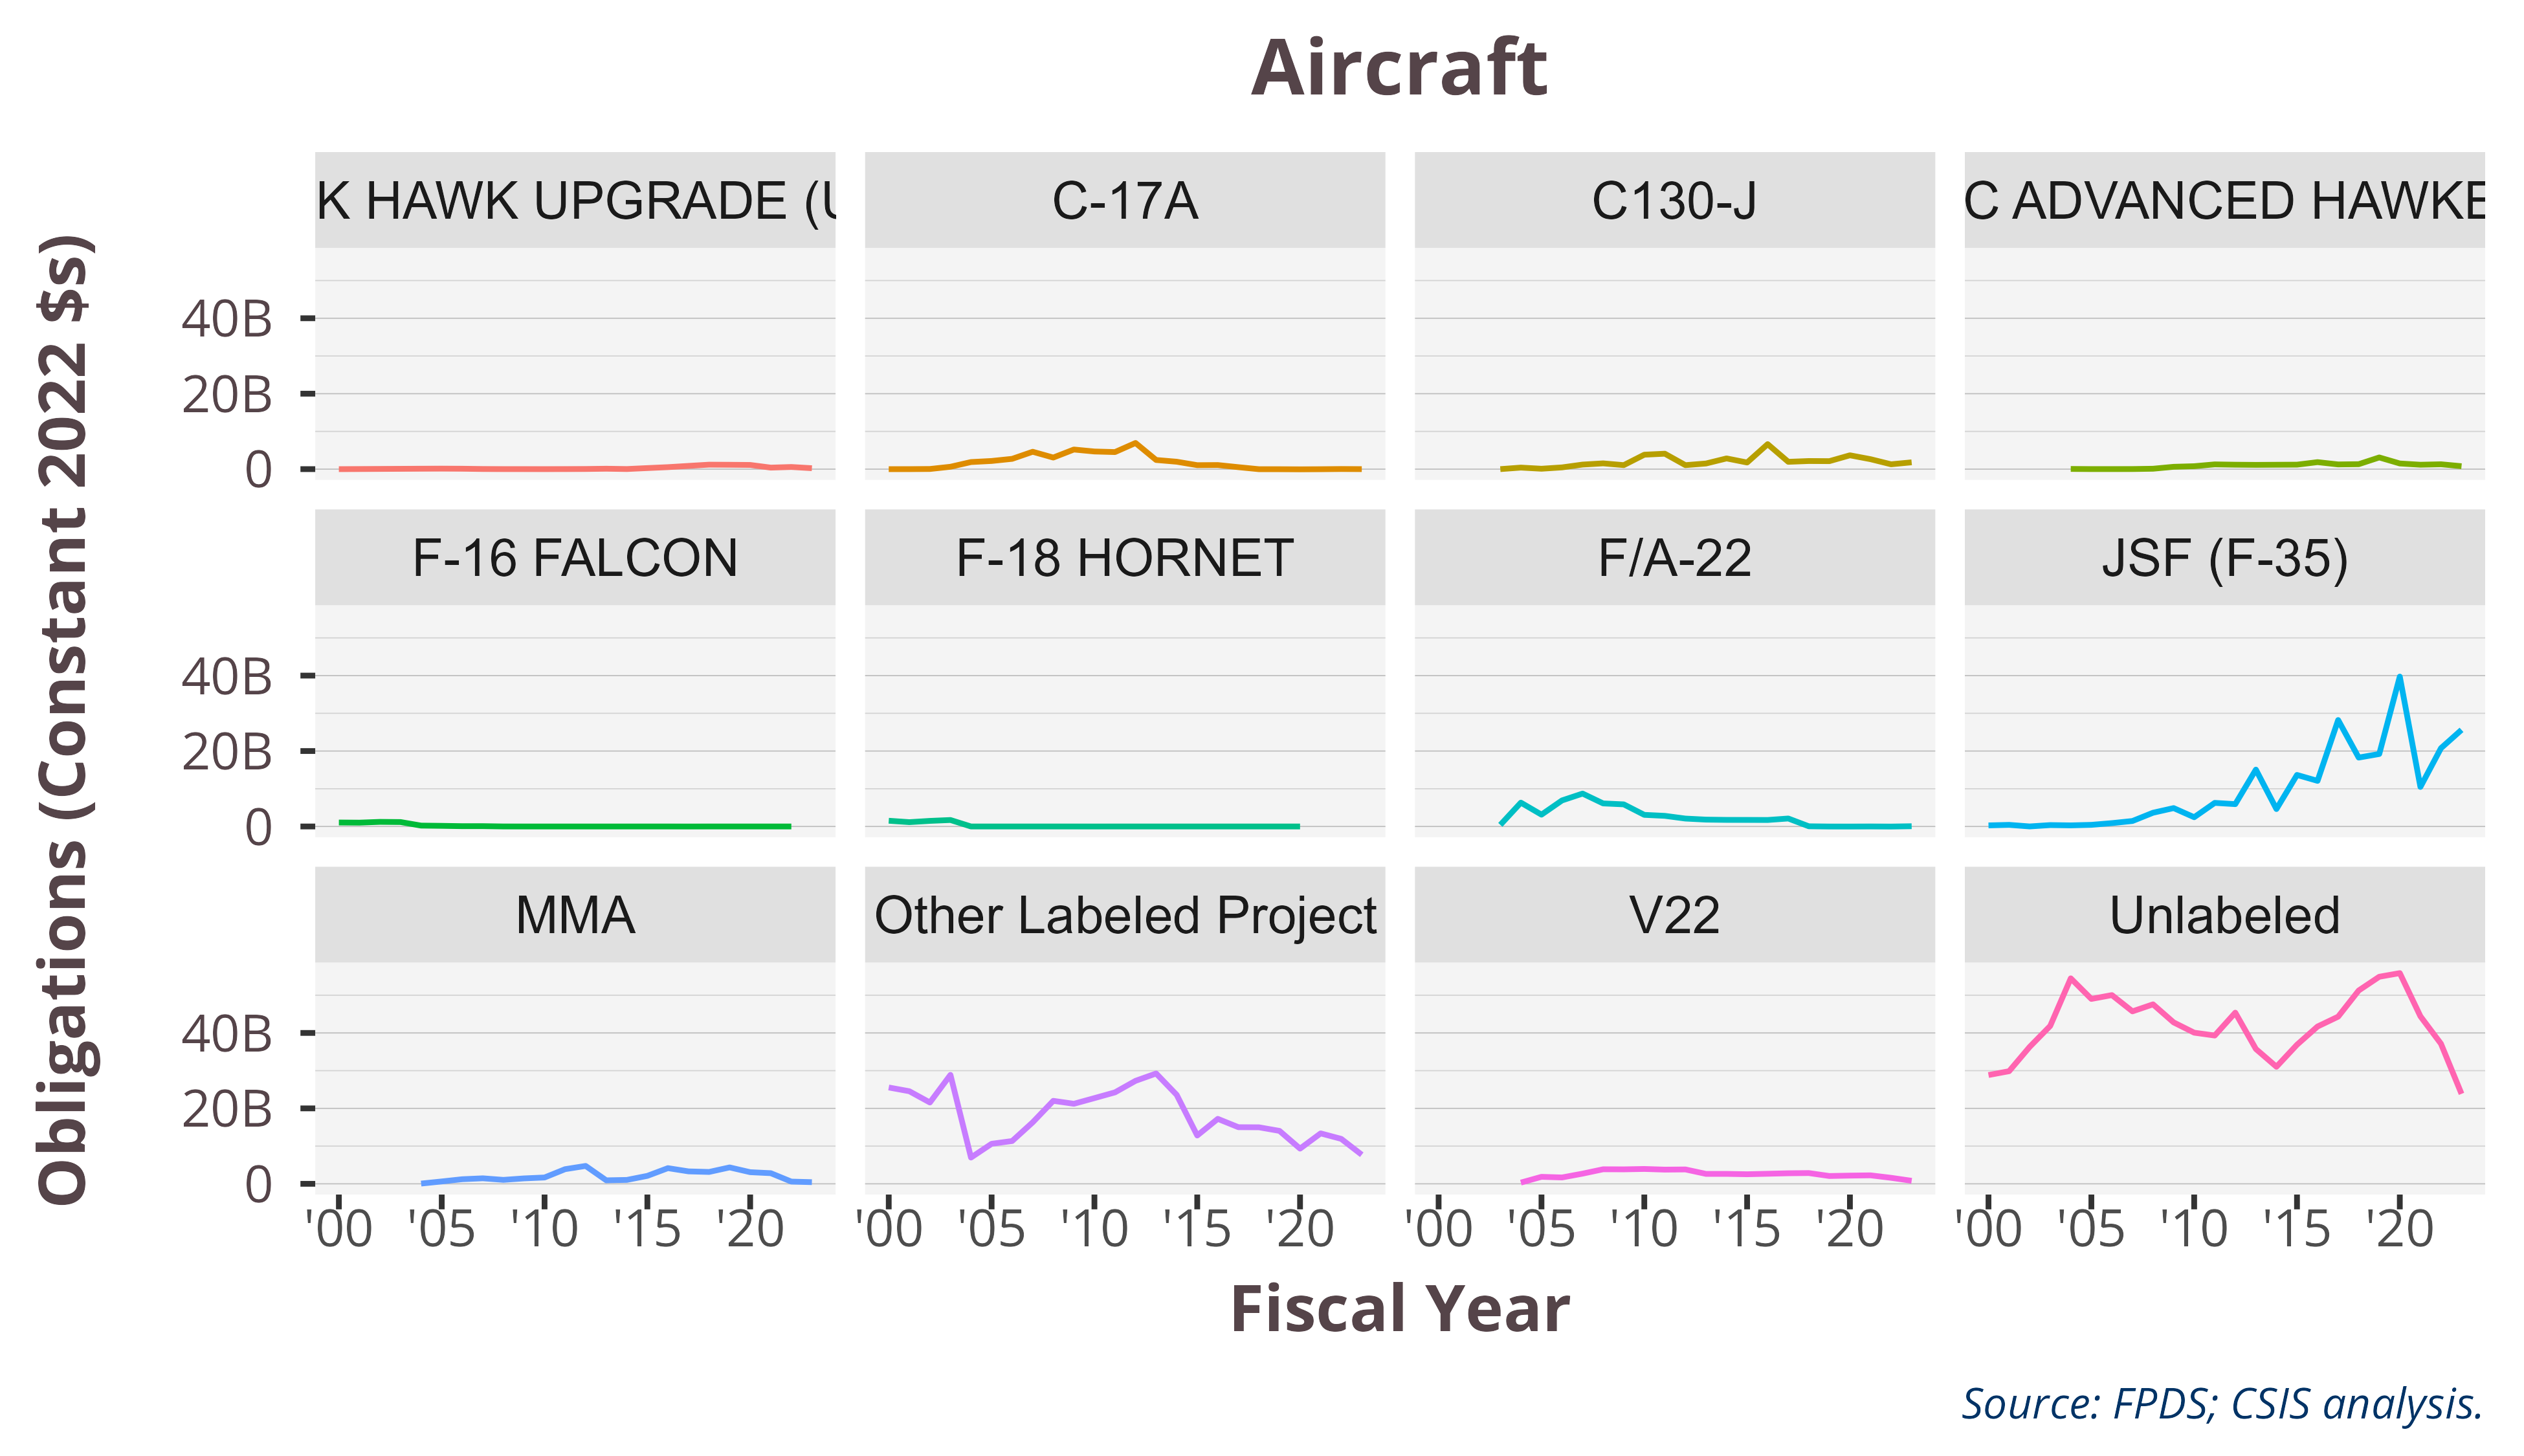 Aircraft
K HAWK UPGRADE (U
C-17A
C130-J
C ADVANCED HAWKE
40B
20B
0
F-16 FALCON
F-18 HORNET
F/A-22
JSF (F-35)
40B
20B
0
MMA
Other Labeled Project
V22
Unlabeled
40B
20B
0
'00 '05 '10 '15 '20
'00 '05 '10 '15 '20
'00 '05 '10 '15 '20
'00 '05 '10 '15 '20
Obligations (Constant 2022 $s)
Fiscal Year
Source: FPDS; CSIS analysis.